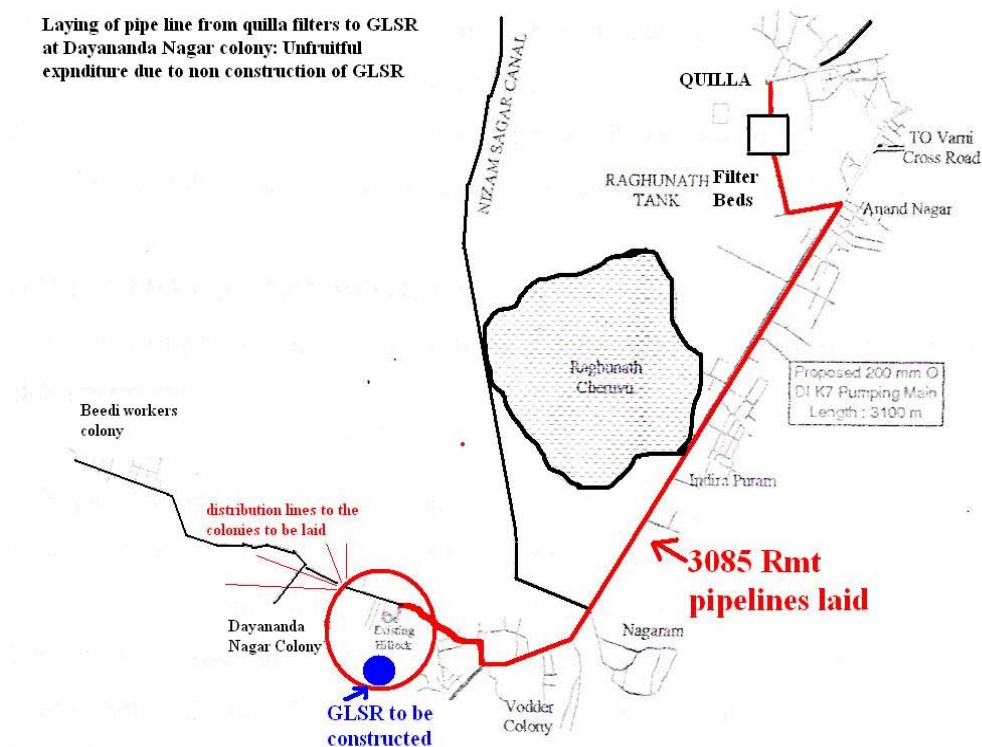 Laying of pipe line from quilla filters to GLSR
at Dayananda Nagar colony: Unfruitful
expnditure due to non construction of GLSR
NIZAM SAGAR CANAL
QUILLA
TO Varni
Cross Road
RAGHUNATH
TANK
Filter
Beds
Anand Nagar
Raghunath
Cheruvu
Proposed 200 mm O
DI K7 Pumping Main
Length : 3100 m
Beedi workers
colony
Indira Puram
distribution lines to the
colonies to be laid
3085 Rmt
pipelines laid
Dayananda
Nagar Colony
Existing
Hillock
Nagaram
Vodder
Colony
GLSR to be
constructed